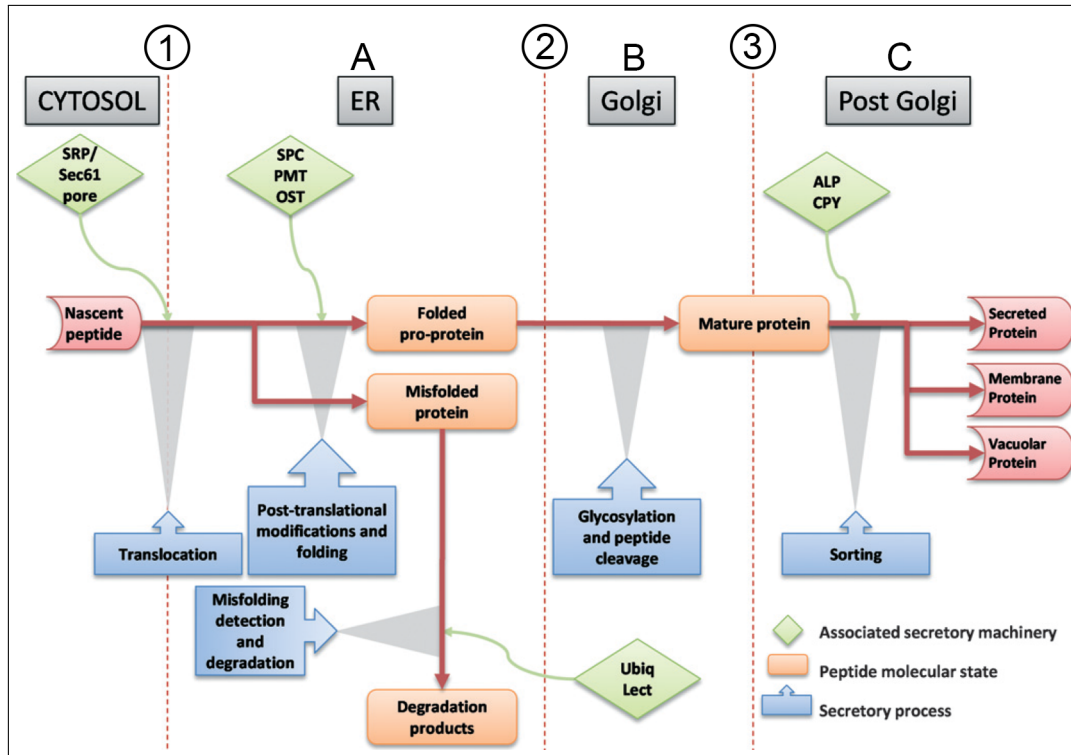 1
A
2
B
3
C
CYTOSOL
ER
Golgi
Post Golgi
SRP/
Sec61
pore
SPC
PMT
OST
ALP
CPY
Nascent
peptide
Folded
pro-protein
Mature protein
Secreted
Protein
Misfolded
protein
Membrane
Protein
Vacuolar
Protein
Translocation
Post-translational
modifications and
folding
Glycosylation
and peptide
cleavage
Sorting
Misfolding
detection
and
degradation
Ubiq
Lect
Degradation
products
Associated secretory machinery
Peptide molecular state
Secretory process